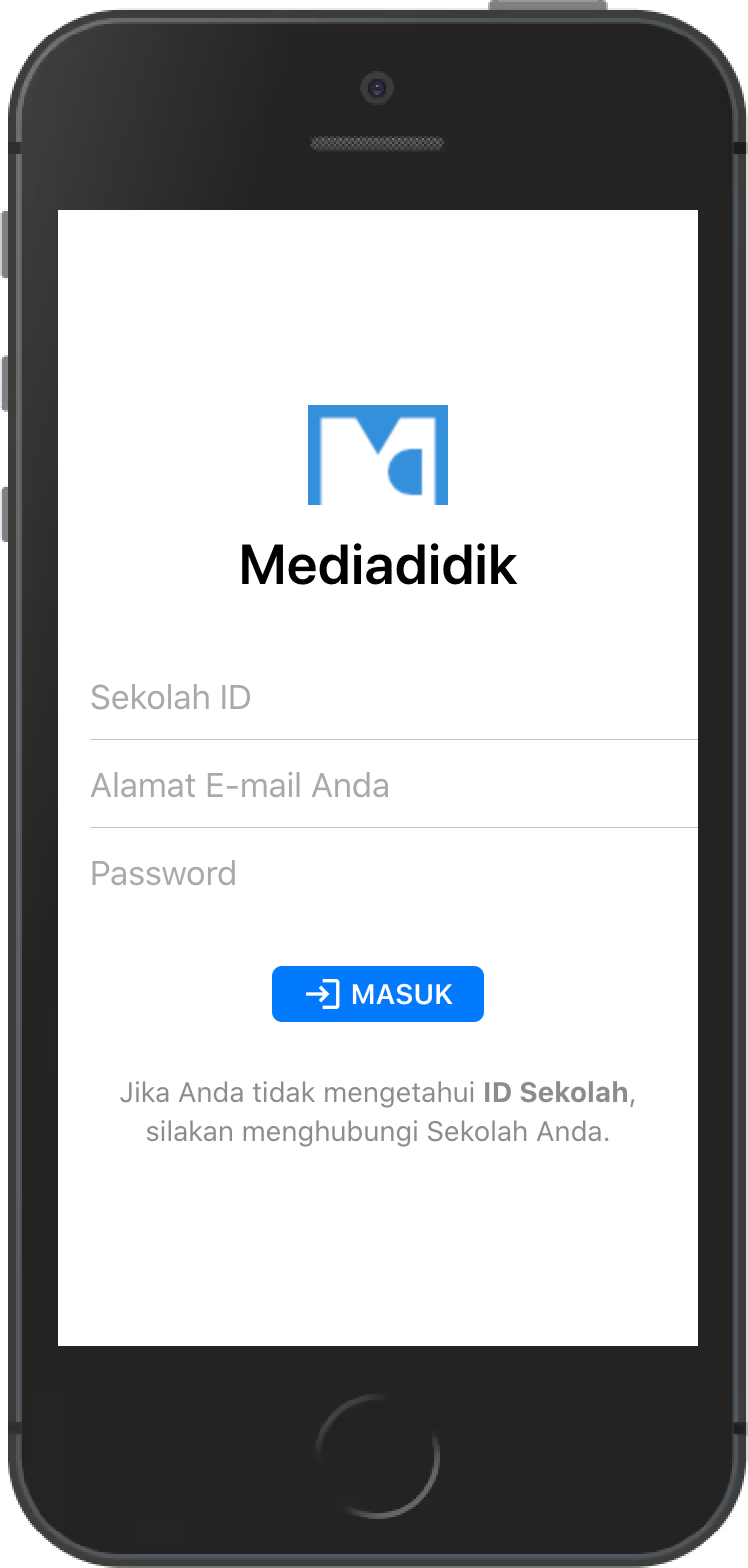 Mediadidik
Sekolah ID
Alamat E-mail Anda
Password
MASUK
Jika Anda tidak mengetahui ID Sekolah,
silakan menghubungi Sekolah Anda.